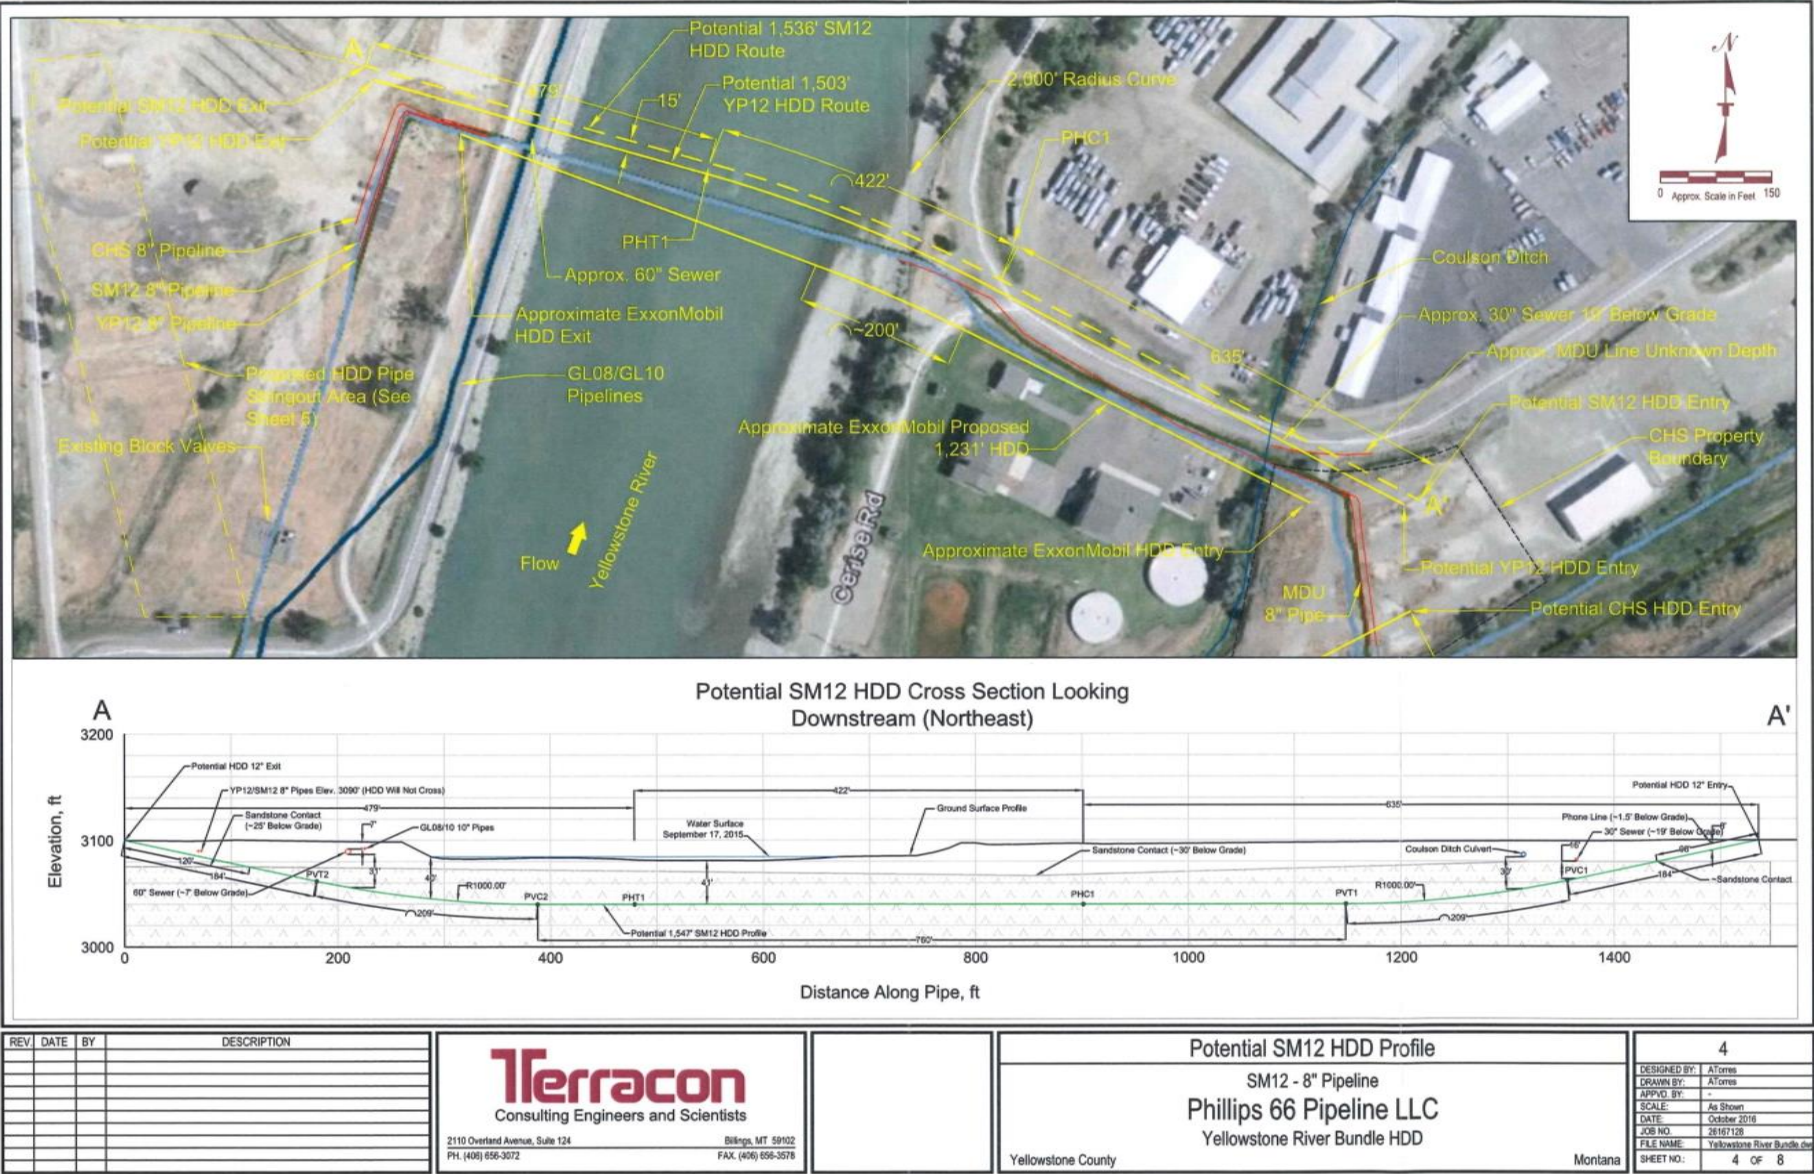 Potential 1,536' SM12
HDD Route
A
Potential SM12 HDD Exit
479'
15'
Potential 1,503'
YP12 HDD Route
2,000' Radius Curve
N
0 Approx. Scale in Feet 150
Potential YP12 HDD Exit
PHC1
422'
CHS 8" Pipeline
PHT1
Approx. 60" Sewer
Coulson Ditch
SM12 8" Pipeline
YP12 8" Pipeline
Approximate ExxonMobil
HDD Exit
~200'
Approx. 30" Sewer 19' Below Grade
635'
Approx. MDU Line Unknown Depth
Proposed HDD Pipe
Stringout Area (See
Sheet 5)
GL08/GL10
Pipelines
Potential SM12 HDD Entry
Existing Block Valves
Approximate ExxonMobil Proposed
1,231' HDD
CHS Property
Boundary
A'
Flow
Yellowstone River
Cerise Rd
Approximate ExxonMobil HDD Entry
Potential YP12 HDD Entry
MDU
8" Pipe
Potential CHS HDD Entry
Potential SM12 HDD Cross Section Looking
Downstream (Northeast)
A
A'
3200
3100
3000
Elevation, ft
Potential HDD 12" Exit
YP12/SM12 8" Pipes Elev. 3090' (HDD Will Not Cross)
479'
422'
635'
Potential HDD 12" Entry
Sandstone Contact
(~25' Below Grade)
7'
GL08/10 10" Pipes
Water Surface
September 17, 2015
Ground Surface Profile
Phone Line (~1.5' Below Grade)
30" Sewer (~19' Below Grade)
Sandstone Contact (~30' Below Grade)
Coulson Ditch Culvert
16'
120'
184'
PVT2
60" Sewer (~7' Below Grade)
R1000.00'
41'
PVC2
PHT1
PHC1
PVT1
R1000.00'
30'
PVC1
184'
~Sandstone Contact
209'
209'
Potential 1,547' SM12 HDD Profile
760'
0 200 400 600 800 1000 1200 1400
Distance Along Pipe, ft
REV. DATE BY DESCRIPTION
Terracon
Consulting Engineers and Scientists
2110 Overland Avenue, Suite 124 Billings, MT 59102
PH. (406) 656-3072 FAX. (406) 656-3578
Potential SM12 HDD Profile
SM12 - 8" Pipeline
Phillips 66 Pipeline LLC
Yellowstone River Bundle HDD
Yellowstone County Montana
4
DESIGNED BY: ATorres
DRAWN BY: ATorres
APPVD. BY: -
SCALE: As Shown
DATE: October 2016
JOB NO. 26167128
FILE NAME: Yellowstone River Bundle.dwg
SHEET NO.: 4 OF 8